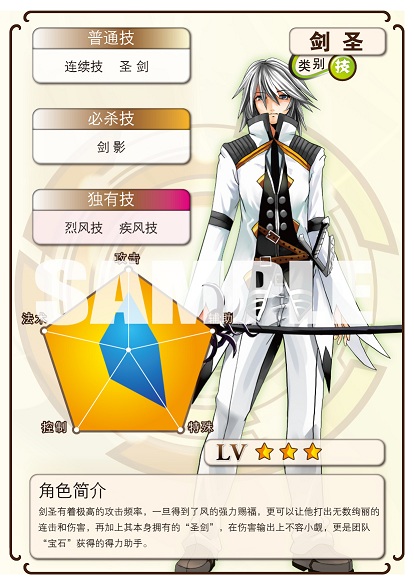 剑 圣
类别 技
普通技
连续技 圣 剑
必杀技
剑 影
独有技
烈风技 疾风技
攻击
法术
辅助
控制
特殊
SAMPLE
LV
角色简介
剑圣有着极高的攻击频率,一旦得到了风的强力赐福,更可以让他打出无数绚丽的
连击和伤害,再加上其本身拥有的“圣剑”,在伤害输出上不容小觑,更是团队
“宝石”获得的得力助手。